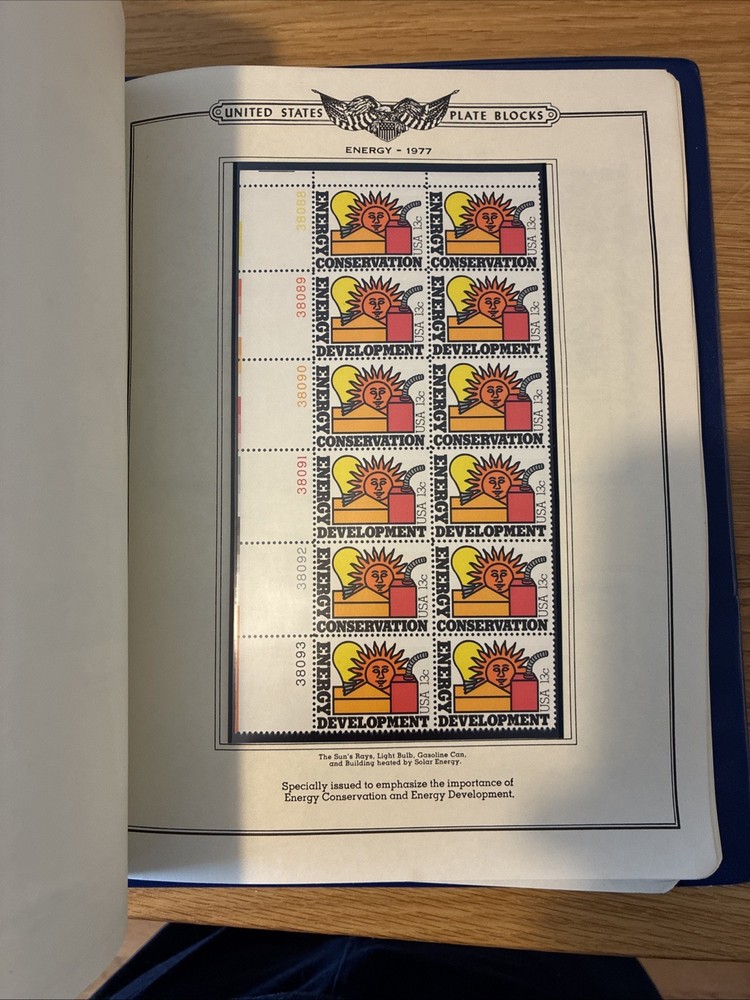 UNITED STATES PLATE BLOCKS
ENERGY - 1977
38088
ENERGY CONSERVATION USA 13c
ENERGY CONSERVATION USA 13c
38089
ENERGY DEVELOPMENT USA 13c
ENERGY DEVELOPMENT USA 13c
38090
ENERGY CONSERVATION USA 13c
ENERGY CONSERVATION USA 13c
38091
ENERGY DEVELOPMENT USA 13c
ENERGY DEVELOPMENT USA 13c
38092
ENERGY CONSERVATION USA 13c
ENERGY CONSERVATION USA 13c
38093
ENERGY DEVELOPMENT USA 13c
ENERGY DEVELOPMENT USA 13c
The Sun's Rays, Light Bulb, Gasoline Can,
and Building heated by Solar Energy.
Specially issued to emphasize the importance of
Energy Conservation and Energy Development.